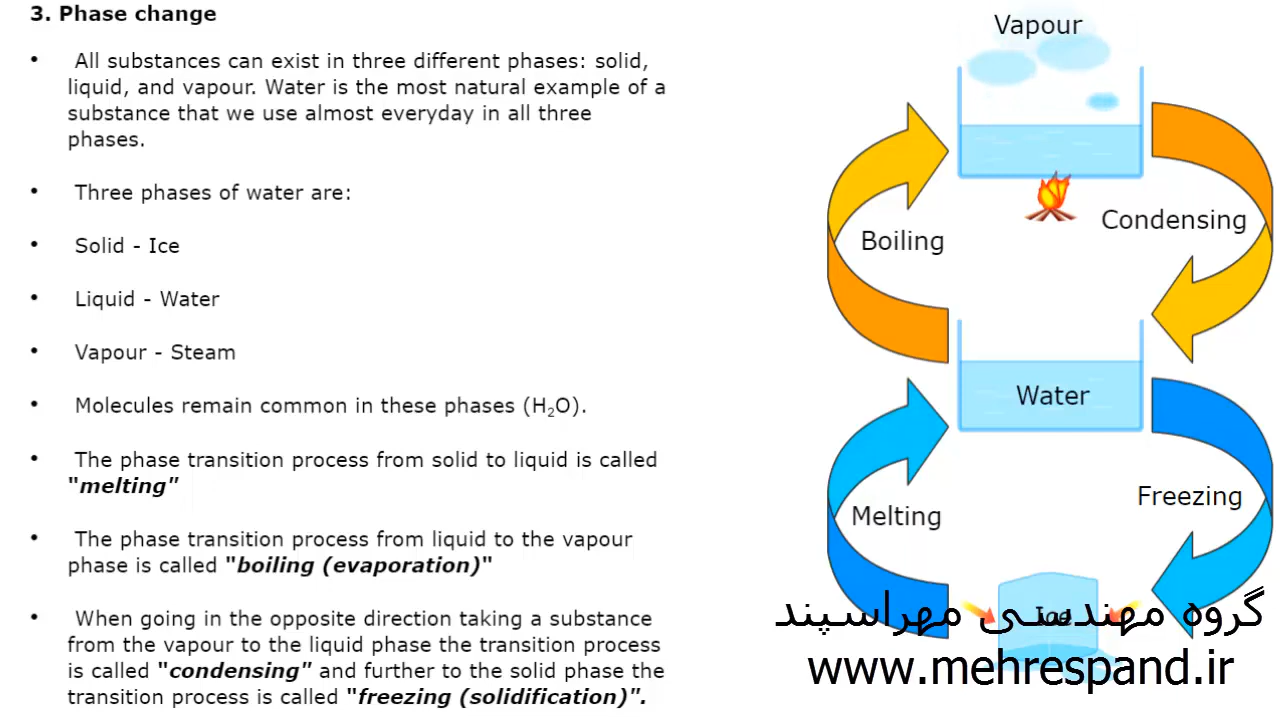 3. Phase change
• All substances can exist in three different phases: solid,
liquid, and vapour. Water is the most natural example of a
substance that we use almost everyday in all three
phases.
• Three phases of water are:
• Solid - Ice
• Liquid - Water
• Vapour - Steam
• Molecules remain common in these phases (H₂O).
• The phase transition process from solid to liquid is called
"melting"
• The phase transition process from liquid to the vapour
phase is called "boiling (evaporation)"
• When going in the opposite direction taking a substance
from the vapour to the liquid phase the transition process
is called "condensing" and further to the solid phase the
transition process is called "freezing (solidification)".
Vapour
Condensing
Boiling
Water
Freezing
Melting
Ice
گروه مهندسی مهراسپند
www.mehrespand.ir